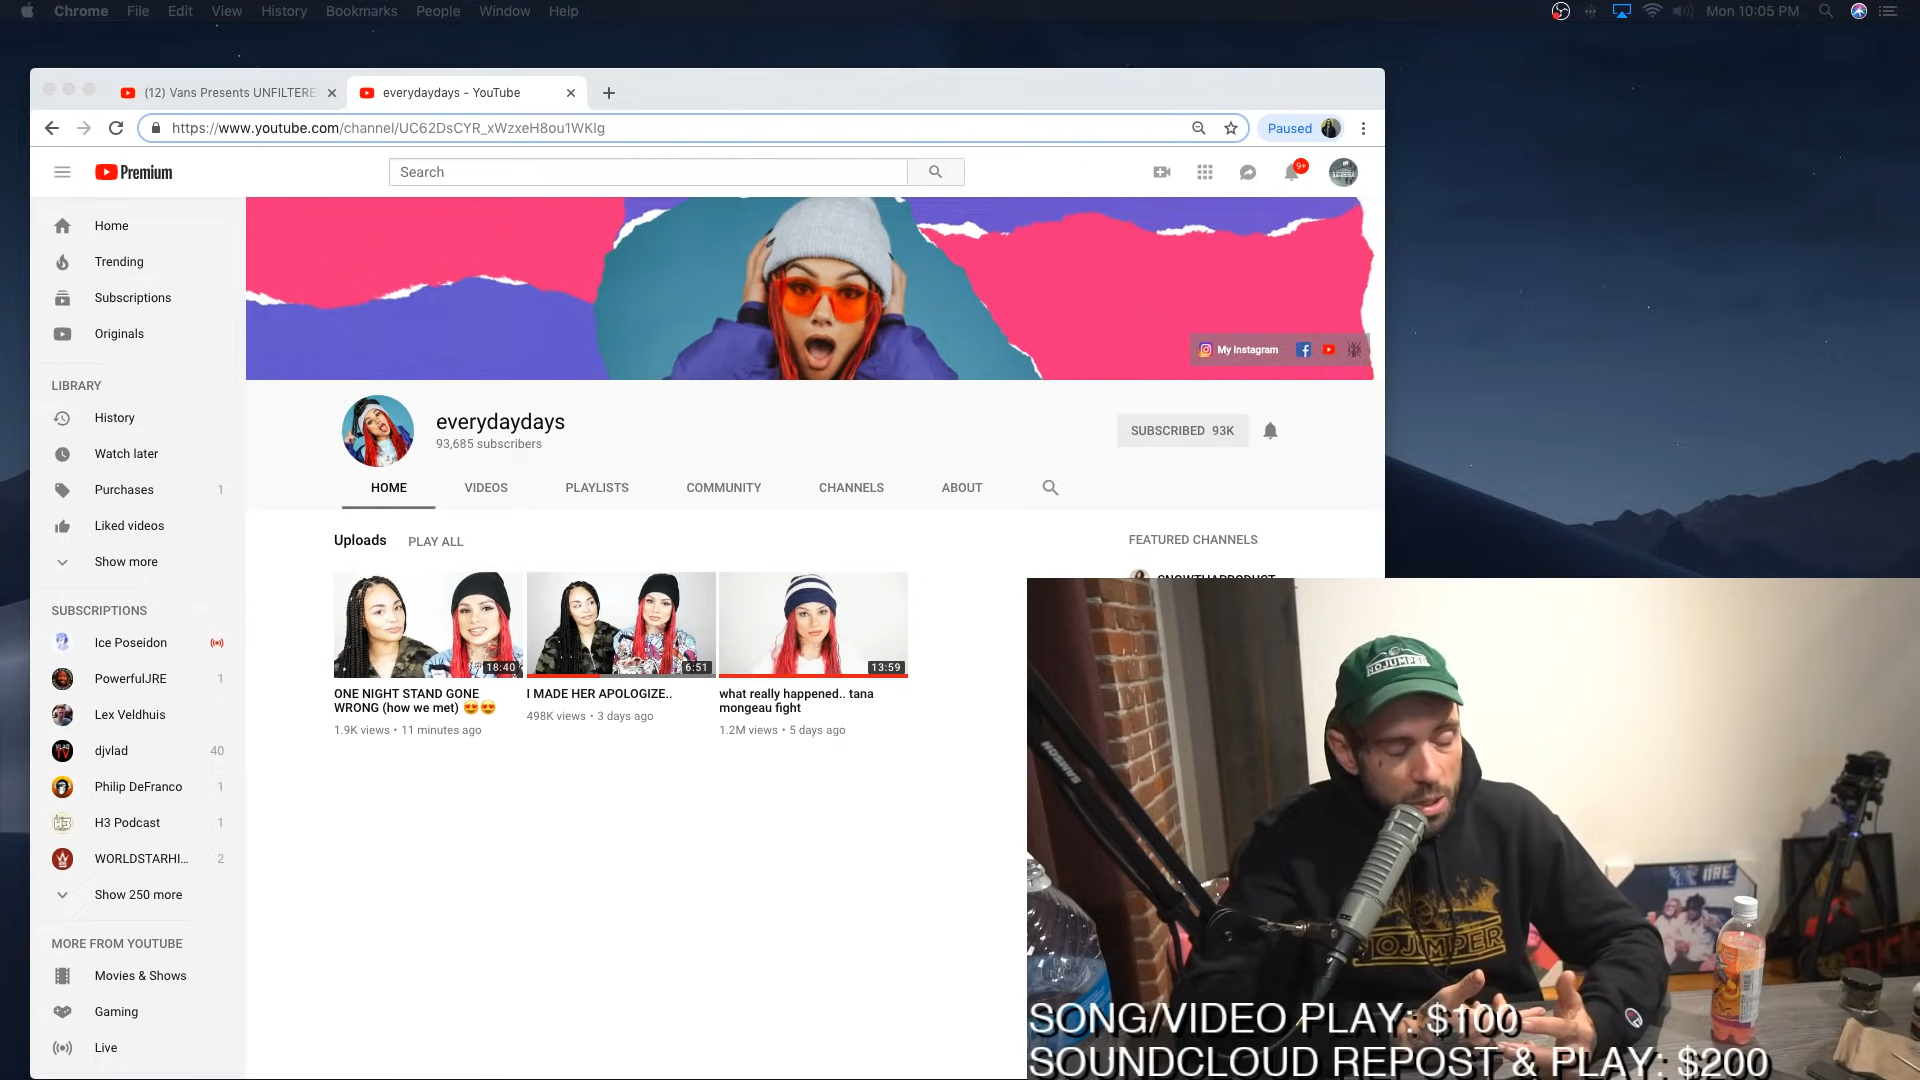 Chrome File Edit View History Bookmarks People Window Help
Mon 10:05 PM
(12) Vans Presents UNFILTERE
everydaydays - YouTube
https://www.youtube.com/channel/UC62DsCYR_xWzxeH8ou1WKlg
Paused
Premium
Search
9+
Home
Trending
Subscriptions
Originals
LIBRARY
History
Watch later
Purchases 1
Liked videos
Show more
SUBSCRIPTIONS
Ice Poseidon
PowerfulJRE 1
Lex Veldhuis
djvlad 40
Philip DeFranco 1
H3 Podcast 1
WORLDSTARHI... 2
Show 250 more
MORE FROM YOUTUBE
Movies & Shows
Gaming
Live
My Instagram
everydaydays
93,685 subscribers
SUBSCRIBED 93K
HOME VIDEOS PLAYLISTS COMMUNITY CHANNELS ABOUT
Uploads PLAY ALL
18:40
ONE NIGHT STAND GONE
WRONG (how we met) 😍😍
1.9K views • 11 minutes ago
6:51
I MADE HER APOLOGIZE..
498K views • 3 days ago
13:59
what really happened.. tana
mongeau fight
1.2M views • 5 days ago
FEATURED CHANNELS
SNOWTHAPRODUCT
SAMSON
NOJUMPER
NOJUMPER
SONG/VIDEO PLAY: $100
SOUNDCLOUD REPOST & PLAY: $200